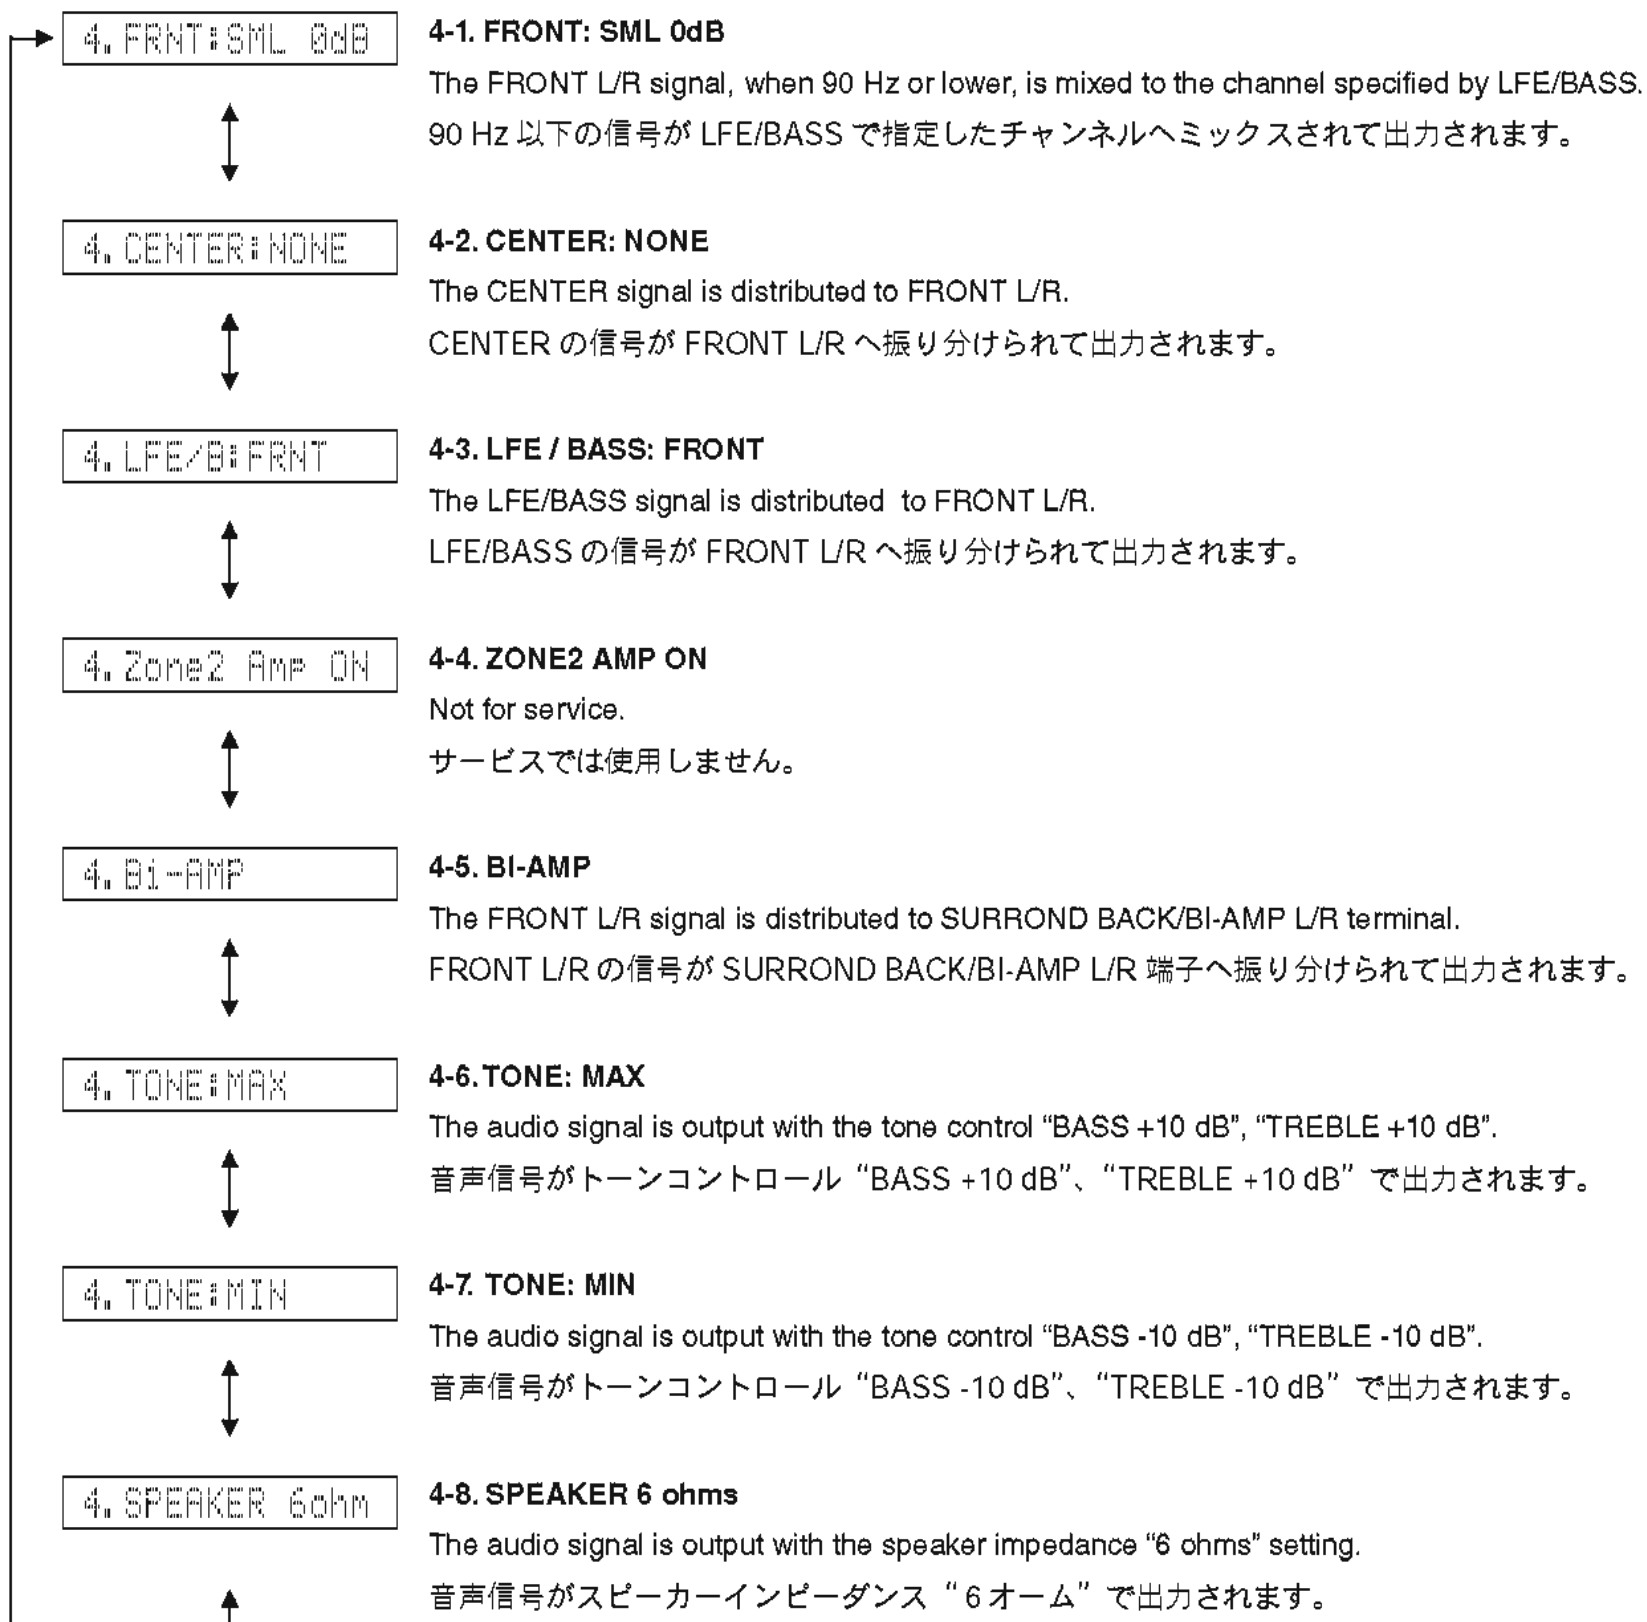 4.FRNT:SML 0dB
4-1. FRONT: SML 0dB
The FRONT L/R signal, when 90 Hz or lower, is mixed to the channel specified by LFE/BASS.
90 Hz 以下の信号が LFE/BASS で指定したチャンネルへミックスされて出力されます。
4.CENTER:NONE
4-2. CENTER: NONE
The CENTER signal is distributed to FRONT L/R.
CENTER の信号が FRONT L/R へ振り分けられて出力されます。
4.LFE/B:FRNT
4-3. LFE / BASS: FRONT
The LFE/BASS signal is distributed to FRONT L/R.
LFE/BASS の信号が FRONT L/R へ振り分けられて出力されます。
4.Zone2 Amp ON
4-4. ZONE2 AMP ON
Not for service.
サービスでは使用しません。
4.Bi-AMP
4-5. BI-AMP
The FRONT L/R signal is distributed to SURROND BACK/BI-AMP L/R terminal.
FRONT L/R の信号が SURROND BACK/BI-AMP L/R 端子へ振り分けられて出力されます。
4.TONE:MAX
4-6. TONE: MAX
The audio signal is output with the tone control “BASS +10 dB”, “TREBLE +10 dB”.
音声信号がトーンコントロール “BASS +10 dB”、“TREBLE +10 dB” で出力されます。
4.TONE:MIN
4-7. TONE: MIN
The audio signal is output with the tone control “BASS -10 dB”, “TREBLE -10 dB”.
音声信号がトーンコントロール “BASS -10 dB”、“TREBLE -10 dB” で出力されます。
4.SPEAKER 6ohm
4-8. SPEAKER 6 ohms
The audio signal is output with the speaker impedance “6 ohms” setting.
音声信号がスピーカーインピーダンス “6オーム” で出力されます。